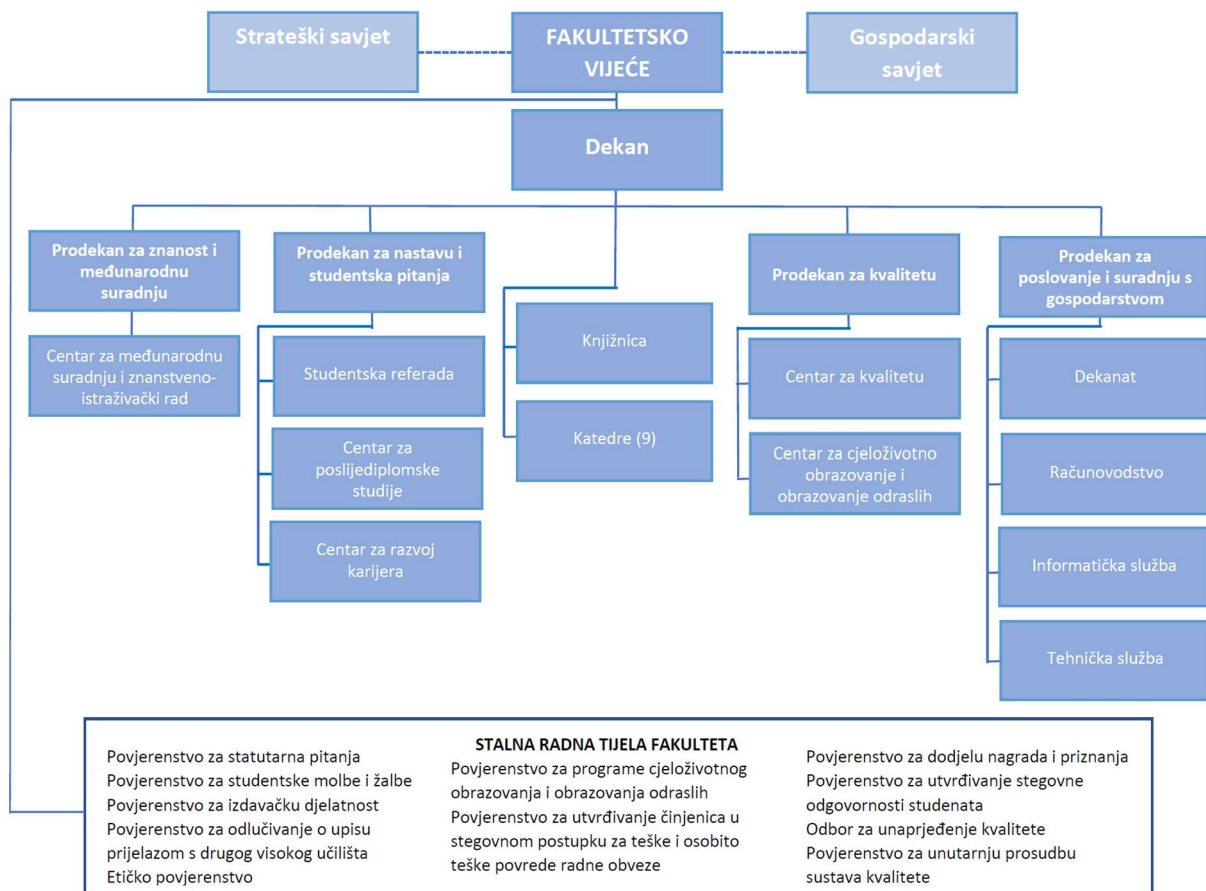 Strateški savjet
FAKULTETSKO
VIJEĆE
Gospodarski
savjet
Dekan
Prodekan za znanost i
međunarodnu
suradnju
Prodekan za nastavu i
studentska pitanja
Prodekan za kvalitetu
Prodekan za
poslovanje i suradnju s
gospodarstvom
Centar za međunarodnu
suradnju i znanstveno-
istraživački rad
Studentska referada
Centar za
poslijediplomske
studije
Centar za razvoj
karijera
Knjižnica
Katedre (9)
Centar za kvalitetu
Centar za cjeloživotno
obrazovanje i
obrazovanje odraslih
Dekanat
Računovodstvo
Informatička služba
Tehnička služba
STALNA RADNA TIJELA FAKULTETA
Povjerenstvo za statutarna pitanja
Povjerenstvo za studentske molbe i žalbe
Povjerenstvo za izdavačku djelatnost
Povjerenstvo za odlučivanje o upisu
prijelazom s drugog visokog učilišta
Etičko povjerenstvo
Povjerenstvo za programe cjeloživotnog
obrazovanja i obrazovanja odraslih
Povjerenstvo za utvrđivanje činjenica u
stegovnom postupku za teške i osobito
teške povrede radne obveze
Povjerenstvo za dodjelu nagrada i priznanja
Povjerenstvo za utvrđivanje stegovne
odgovornosti studenata
Odbor za unaprjeđenje kvalitete
Povjerenstvo za unutarnju prosudbu
sustava kvalitete